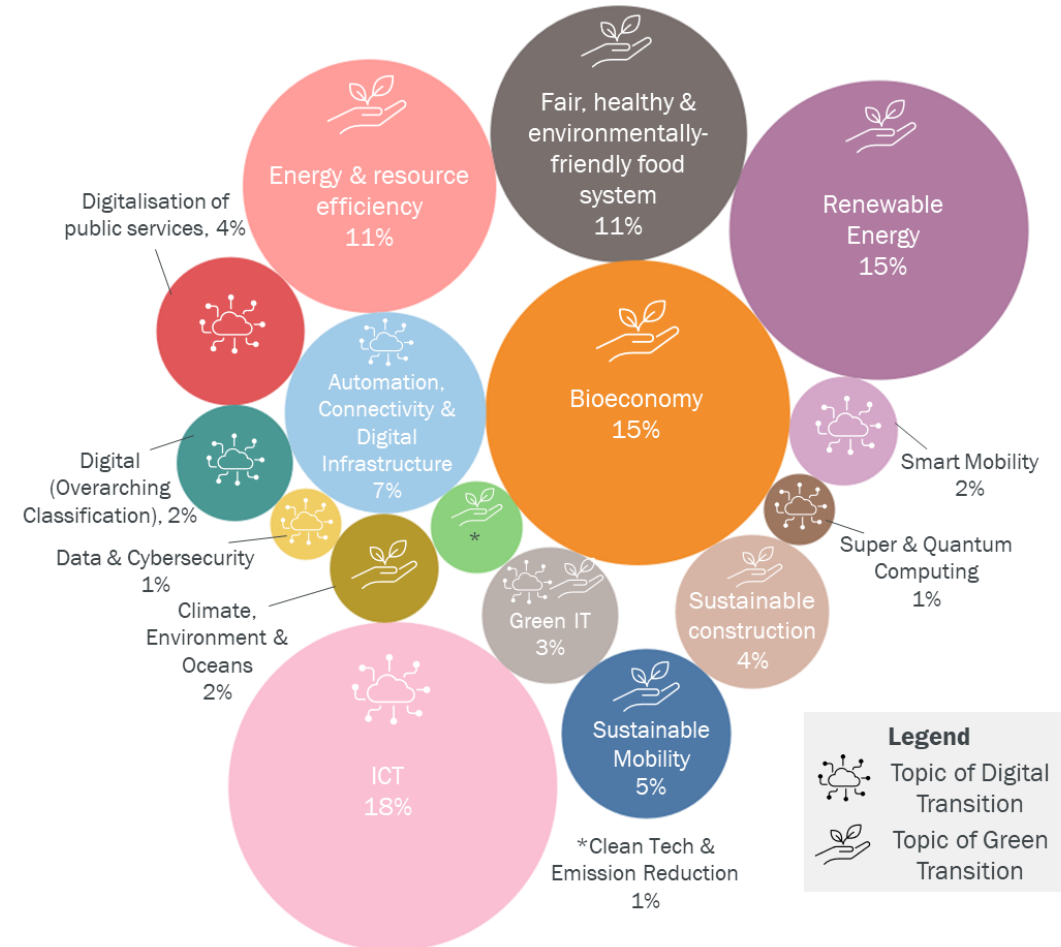 Fair, healthy &
environmentally-
friendly food
system
11%
Energy & resource
efficiency
11%
Renewable
Energy
15%
Digitalisation of
public services, 4%
Automation,
Connectivity &
Digital
Infrastructure
7%
Bioeconomy
15%
Digital
(Overarching
Classification), 2%
Smart Mobility
2%
Data & Cybersecurity
1%
*
Super & Quantum
Computing
1%
Climate,
Environment &
Oceans
2%
Green IT
3%
Sustainable
construction
4%
ICT
18%
Sustainable
Mobility
5%
*Clean Tech &
Emission Reduction
1%
Legend
Topic of Digital
Transition
Topic of Green
Transition